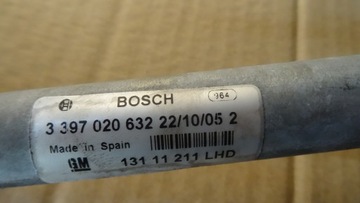 BOSCH 964
3 397 020 632 22/10/05 2
Made in Spain
GM 131 11 211 LHD